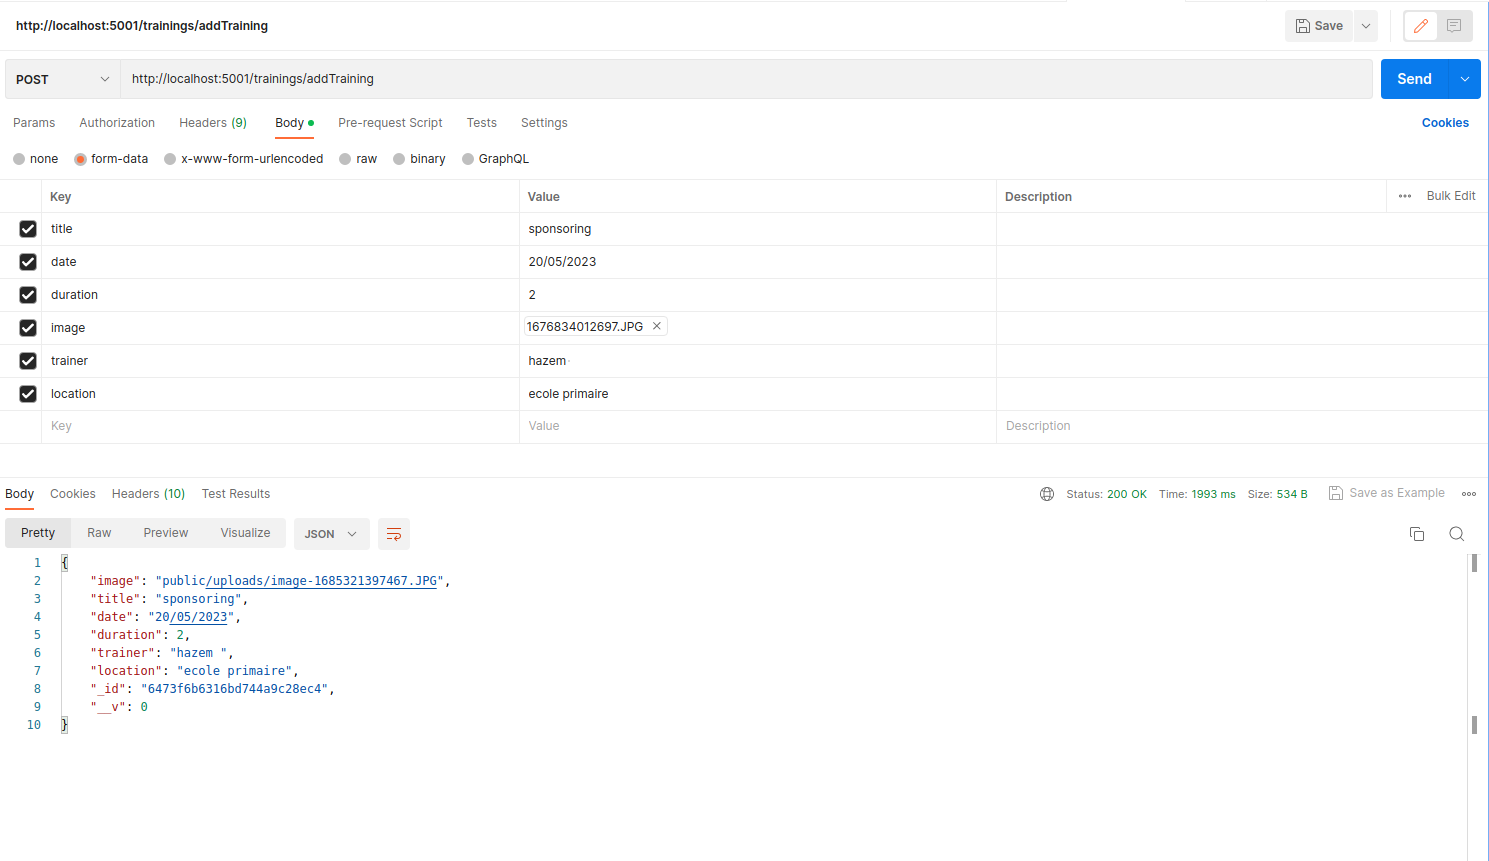 http://localhost:5001/trainings/addTraining Save
POST http://localhost:5001/trainings/addTraining Send
Params Authorization Headers (9) Body Pre-request Script Tests Settings Cookies
none form-data x-www-form-urlencoded raw binary GraphQL
Key Value Description Bulk Edit
title sponsoring
date 20/05/2023
duration 2
image 1676834012697.JPG
trainer hazem
location ecole primaire
Key Value Description
Body Cookies Headers (10) Test Results Status: 200 OK Time: 1993 ms Size: 534 B Save as Example
Pretty Raw Preview Visualize JSON
1 {
2 "image": "public/uploads/image-1685321397467.JPG",
3 "title": "sponsoring",
4 "date": "20/05/2023",
5 "duration": 2,
6 "trainer": "hazem ",
7 "location": "ecole primaire",
8 "_id": "6473f6b6316bd744a9c28ec4",
9 "__v": 0
10 }